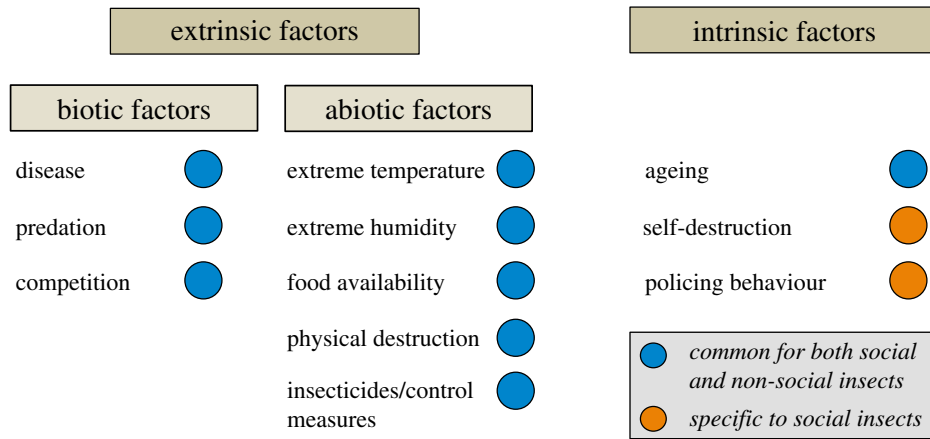 extrinsic factors
intrinsic factors
biotic factors
abiotic factors
disease
predation
competition
extreme temperature
extreme humidity
food availability
physical destruction
insecticides/control
measures
ageing
self-destruction
policing behaviour
common for both social
and non-social insects
specific to social insects